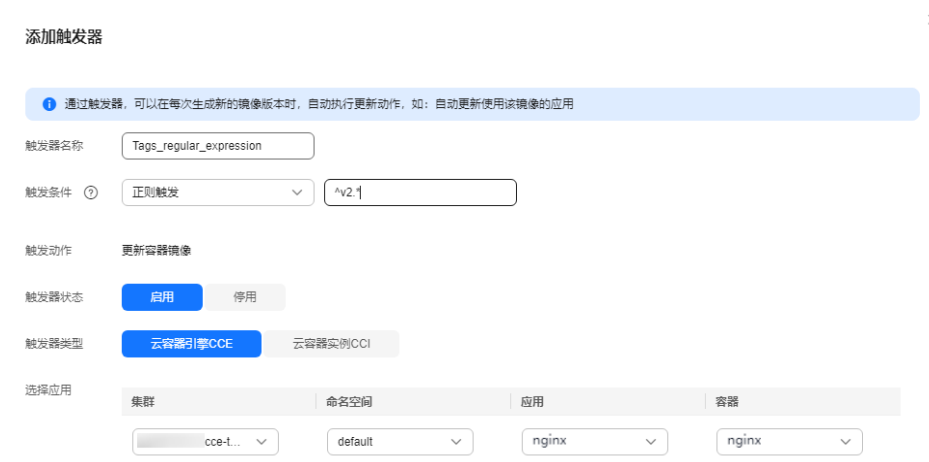 添加触发器
通过触发器，可以在每次生成新的镜像版本时，自动执行更新动作，如：自动更新使用该镜像的应用
触发器名称 Tags_regular_expression
触发条件 ? 正则触发 ^v2.*
触发动作 更新容器镜像
触发器状态 启用 停用
触发器类型 云容器引擎CCE 云容器实例CCI
选择应用
集群 命名空间 应用 容器
cce-t... default nginx nginx